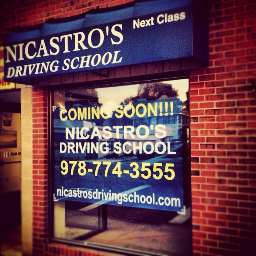 NICASTRO'S
Next Class
DRIVING SCHOOL
COMING SOON!!!
NICASTRO'S
DRIVING SCHOOL
978-774-3555
nicastrosdrivingschool.com